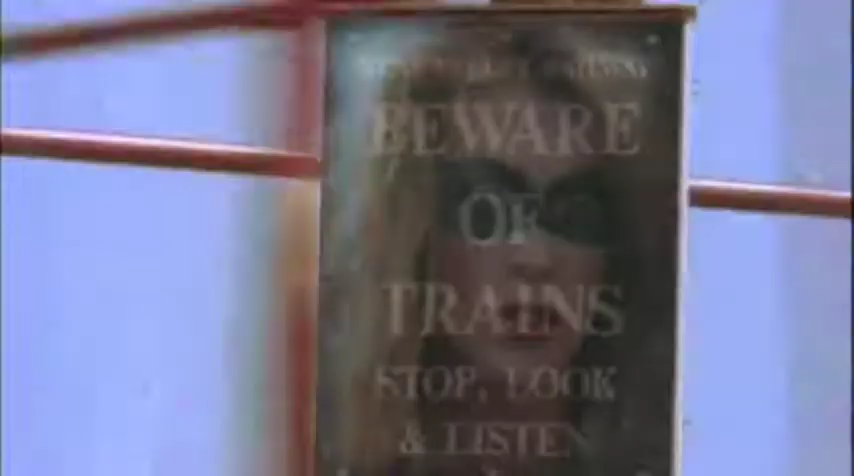 BEWARE
OF
TRAINS
STOP, LOOK
& LISTEN